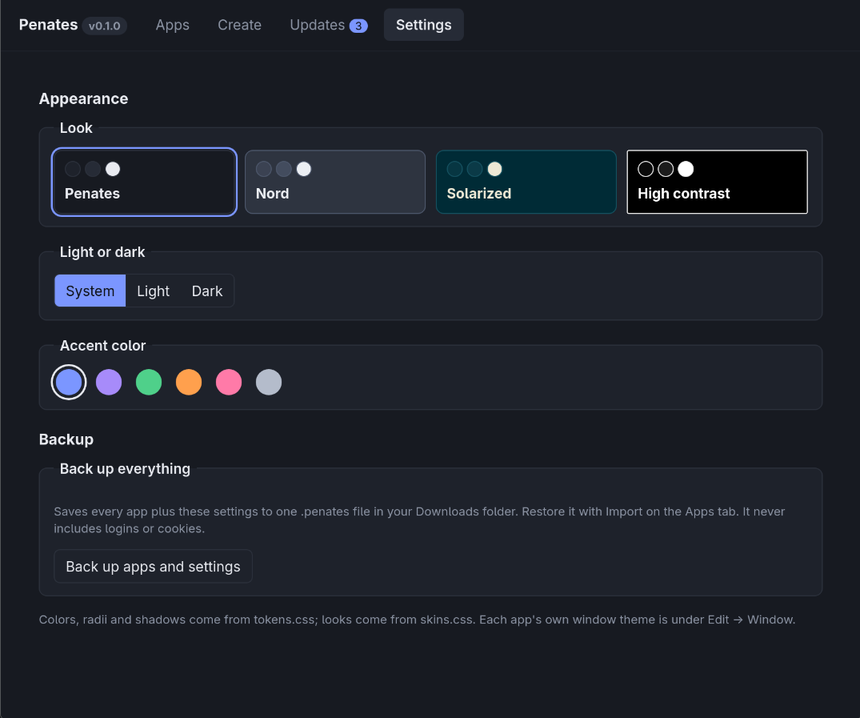 Penates v0.1.0 Apps Create Updates 3 Settings
Appearance
Look
Penates Nord Solarized High contrast
Light or dark
System Light Dark
Accent color
Backup
Back up everything
Saves every app plus these settings to one .penates file in your Downloads folder. Restore it with Import on the Apps tab. It never
includes logins or cookies.
Back up apps and settings
Colors, radii and shadows come from tokens.css; looks come from skins.css. Each app's own window theme is under Edit → Window.